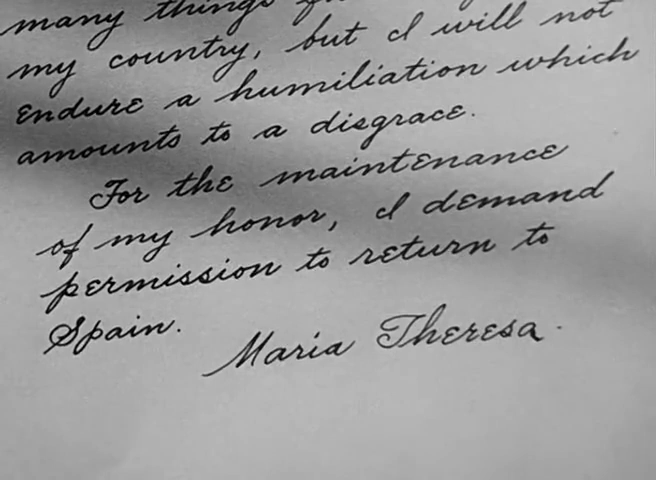 many things
my country, but I will not
endure a humiliation which
amounts to a disgrace.
For the maintenance
of my honor, I demand
permission to return to
Spain.
Maria Theresa.